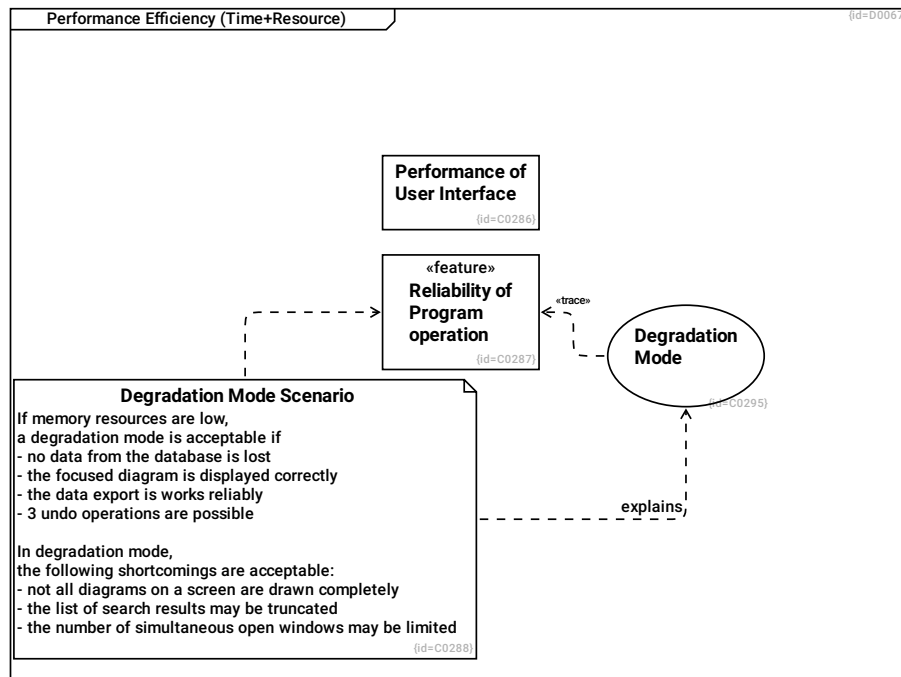 Performance Efficiency (Time+Resource)
{id=D0067
Performance of
User Interface
{id=C0286}
«feature»
Reliability of
Program
operation
{id=C0287}
«trace»
Degradation
Mode
{id=C0295}
Degradation Mode Scenario
If memory resources are low,
a degradation mode is acceptable if
- no data from the database is lost
- the focused diagram is displayed correctly
- the data export is works reliably
- 3 undo operations are possible
In degradation mode,
the following shortcomings are acceptable:
- not all diagrams on a screen are drawn completely
- the list of search results may be truncated
- the number of simultaneous open windows may be limited
{id=C0288}
explains